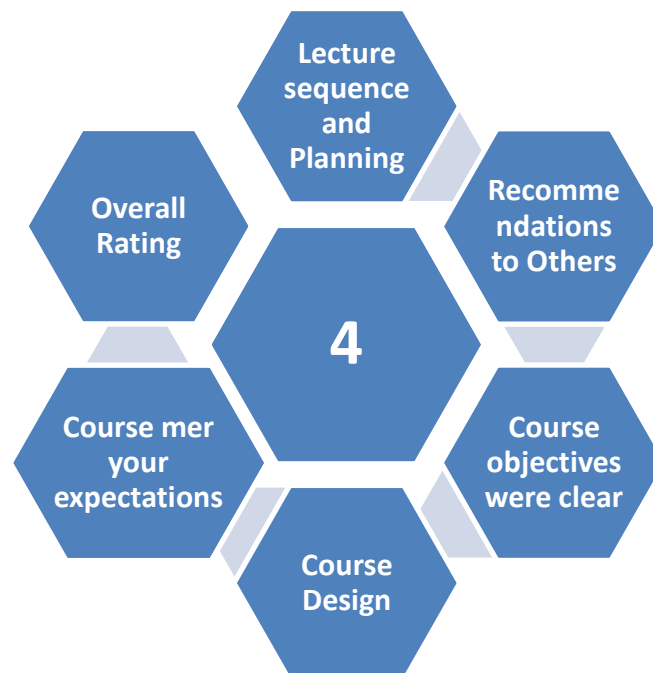 Lecture
sequence
and
Planning
Recomme
ndations
to Others
Course
objectives
were clear
Course
Design
Course mer
your
expectations
Overall
Rating
4